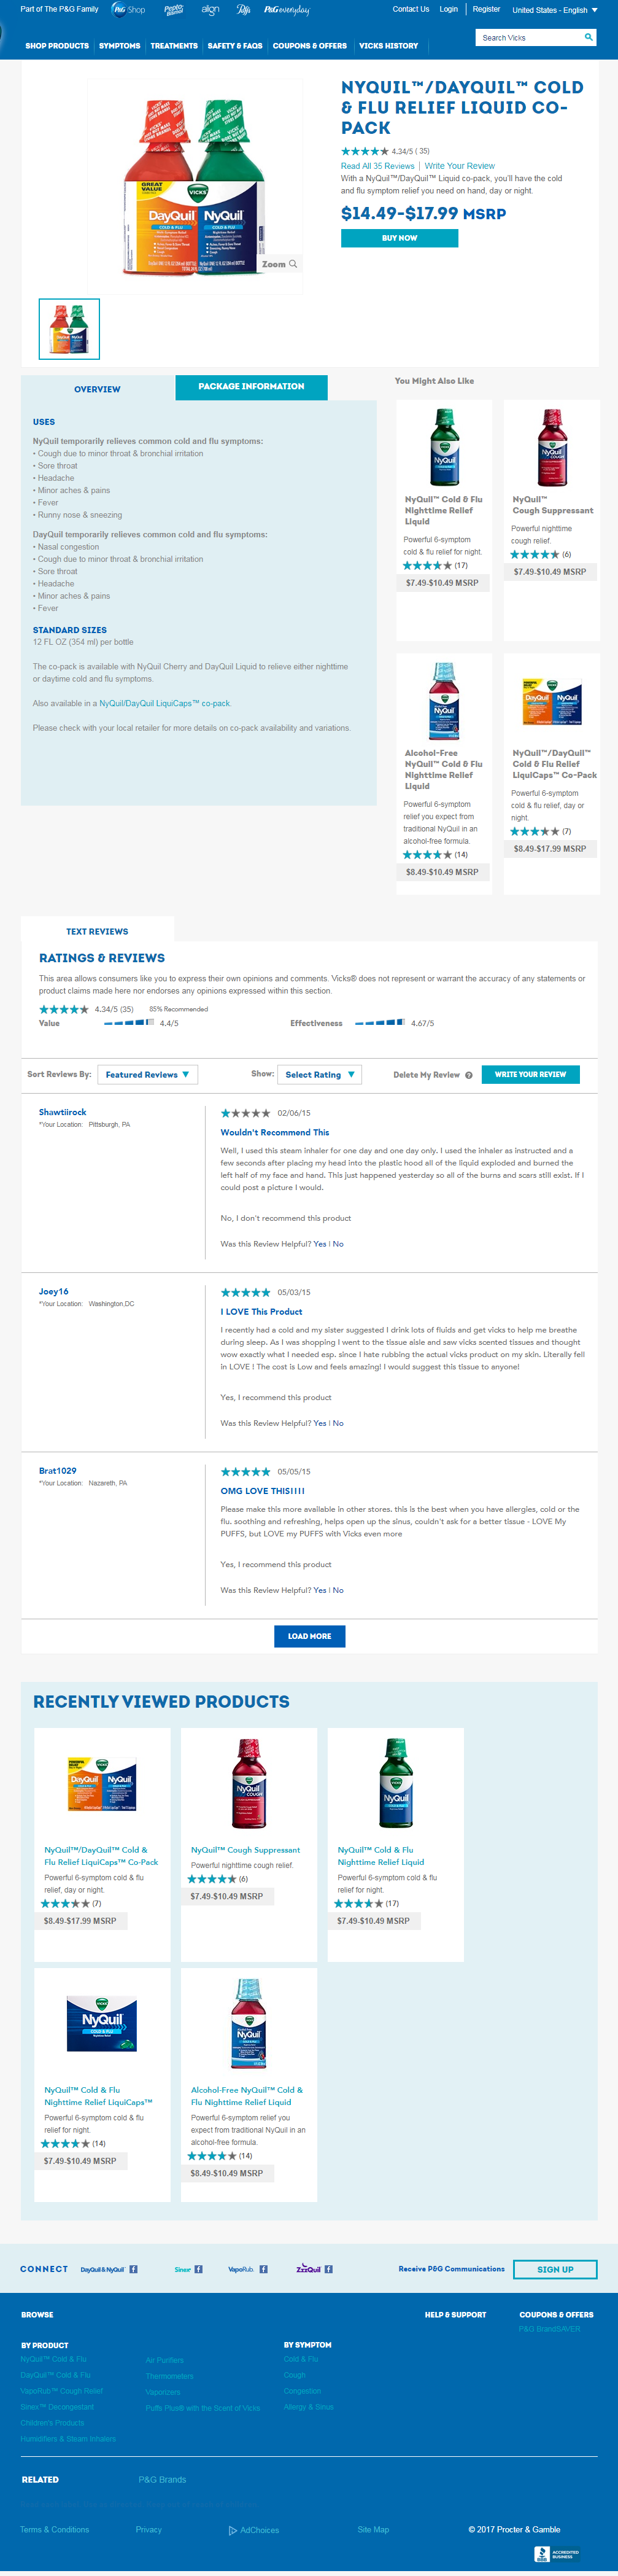 Part of The P&G Family
P&G Shop
Pepto Bismol
align
Puffs
P&G everyday
Contact Us
Login
Register
United States - English
SHOP PRODUCTS
SYMPTOMS
TREATMENTS
SAFETY & FAQS
COUPONS & OFFERS
VICKS HISTORY
Search Vicks
NYQUIL™/DAYQUIL™ COLD
& FLU RELIEF LIQUID CO-
PACK
4.34/5 ( 35)
Read All 35 Reviews | Write Your Review
With a NyQuil™/DayQuil™ Liquid co-pack, you'll have the cold
and flu symptom relief you need on hand, day or night.
$14.49-$17.99 MSRP
BUY NOW
GREAT
VALUE
VICKS
DayQuil
NyQuil
COLD & FLU
COLD & FLU
Zoom
OVERVIEW
PACKAGE INFORMATION
USES
NyQuil temporarily relieves common cold and flu symptoms:
• Cough due to minor throat & bronchial irritation
• Sore throat
• Headache
• Minor aches & pains
• Fever
• Runny nose & sneezing
DayQuil temporarily relieves common cold and flu symptoms:
• Nasal congestion
• Cough due to minor throat & bronchial irritation
• Sore throat
• Headache
• Minor aches & pains
• Fever
STANDARD SIZES
12 FL OZ (354 ml) per bottle
The co-pack is available with NyQuil Cherry and DayQuil Liquid to relieve either nighttime
or daytime cold and flu symptoms.
Also available in a NyQuil/DayQuil LiquiCaps™ co-pack.
Please check with your local retailer for more details on co-pack availability and variations.
You Might Also Like
NyQuil™ Cold & Flu
Nighttime Relief
Liquid
Powerful 6-symptom
cold & flu relief for night.
(17)
$7.49-$10.49 MSRP
NyQuil™
Cough Suppressant
Powerful nighttime
cough relief.
(6)
$7.49-$10.49 MSRP
Alcohol-Free
NyQuil™ Cold & Flu
Nighttime Relief
Liquid
Powerful 6-symptom
relief you expect from
traditional NyQuil in an
alcohol-free formula.
(14)
$8.49-$10.49 MSRP
NyQuil™/DayQuil™
Cold & Flu Relief
LiquiCaps™ Co-Pack
Powerful 6-symptom
cold & flu relief, day or
night.
(7)
$8.49-$17.99 MSRP
TEXT REVIEWS
RATINGS & REVIEWS
This area allows consumers like you to express their own opinions and comments. Vicks® does not represent or warrant the accuracy of any statements or
product claims made here nor endorses any opinions expressed within this section.
4.34/5 (35)
85% Recommended
Value
4.4/5
Effectiveness
4.67/5
Sort Reviews By:
Featured Reviews
Show:
Select Rating
Delete My Review
WRITE YOUR REVIEW
Shawtiirock
*Your Location: Pittsburgh, PA
02/06/15
Wouldn't Recommend This
Well, I used this steam inhaler for one day and one day only. I used the inhaler as instructed and a
few seconds after placing my head into the plastic hood all of the liquid exploded and burned the
left half of my face and hand. This just happened yesterday so all of the burns and scars still exist. If I
could post a picture I would.
No, I don't recommend this product
Was this Review Helpful? Yes | No
Joey16
*Your Location: Washington,DC
05/03/15
I LOVE This Product
I recently had a cold and my sister suggested I drink lots of fluids and get vicks to help me breathe
during sleep. As I was shopping I went to the tissue aisle and saw vicks scented tissues and thought
wow exactly what I needed esp. since I hate rubbing the actual vicks product on my skin. Literally fell
in LOVE ! The cost is Low and feels amazing! I would suggest this tissue to anyone!
Yes, I recommend this product
Was this Review Helpful? Yes | No
Brat1029
*Your Location: Nazareth, PA
05/05/15
OMG LOVE THIS!!!!
Please make this more available in other stores. this is the best when you have allergies, cold or the
flu. soothing and refreshing, helps open up the sinus, couldn't ask for a better tissue - LOVE My
PUFFS, but LOVE my PUFFS with Vicks even more
Yes, I recommend this product
Was this Review Helpful? Yes | No
LOAD MORE
RECENTLY VIEWED PRODUCTS
NyQuil™/DayQuil™ Cold &
Flu Relief LiquiCaps™ Co-Pack
Powerful 6-symptom cold & flu
relief, day or night.
(7)
$8.49-$17.99 MSRP
NyQuil™ Cough Suppressant
Powerful nighttime cough relief.
(6)
$7.49-$10.49 MSRP
NyQuil™ Cold & Flu
Nighttime Relief Liquid
Powerful 6-symptom cold & flu
relief for night.
(17)
$7.49-$10.49 MSRP
NyQuil™ Cold & Flu
Nighttime Relief LiquiCaps™
Powerful 6-symptom cold & flu
relief for night.
(14)
$7.49-$10.49 MSRP
Alcohol-Free NyQuil™ Cold &
Flu Nighttime Relief Liquid
Powerful 6-symptom relief you
expect from traditional NyQuil in an
alcohol-free formula.
(14)
$8.49-$10.49 MSRP
CONNECT
DayQuil & NyQuil
Sinex
VapoRub
ZzzQuil
Receive P&G Communications
SIGN UP
BROWSE
HELP & SUPPORT
COUPONS & OFFERS
P&G BrandSAVER
BY PRODUCT
NyQuil™ Cold & Flu
DayQuil™ Cold & Flu
VapoRub™ Cough Relief
Sinex™ Decongestant
Children's Products
Humidifiers & Steam Inhalers
Air Purifiers
Thermometers
Vaporizers
Puffs Plus® with the Scent of Vicks
BY SYMPTOM
Cold & Flu
Cough
Congestion
Allergy & Sinus
RELATED
P&G Brands
Terms & Conditions
Privacy
AdChoices
Site Map
© 2017 Procter & Gamble
BBB
ACCREDITED
BUSINESS